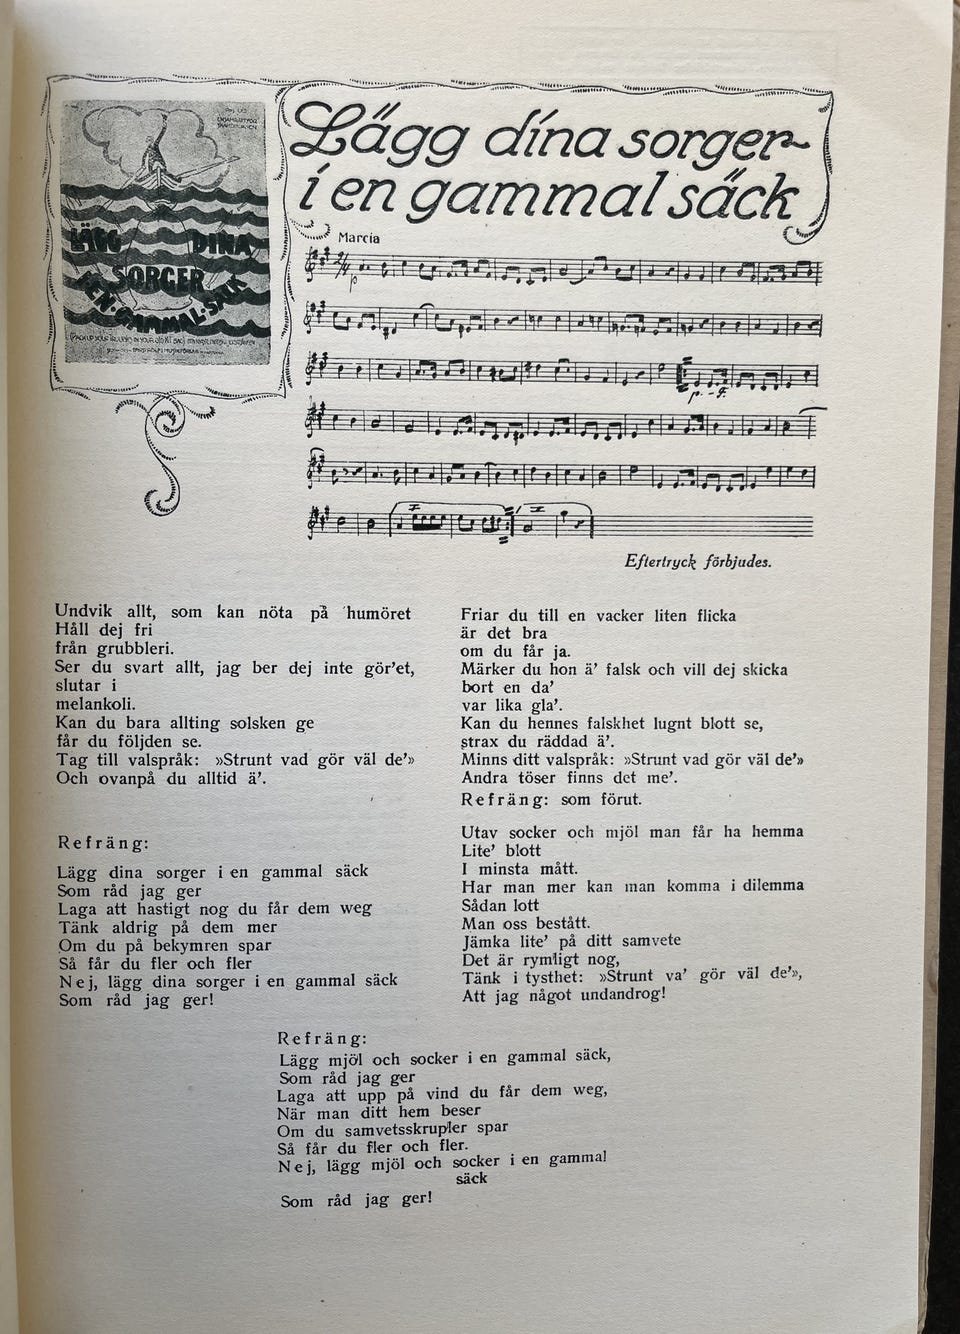 Lägg dina sorger
i en gammal säck
LÄGG DINA
SORGER
I EN GAMMAL SÄCK
Marcia
p
p.-f.
Eftertryck förbjudes.
Undvik allt, som kan nöta på humöret
Håll dej fri
från grubbleri.
Ser du svart allt, jag ber dej inte gör'et,
slutar i
melankoli.
Kan du bara allting solsken ge
får du följden se.
Tag till valspråk: »Strunt vad gör väl de'»
Och ovanpå du alltid ä'.
Refräng:
Lägg dina sorger i en gammal säck
Som råd jag ger
Laga att hastigt nog du får dem weg
Tänk aldrig på dem mer
Om du på bekymren spar
Så får du fler och fler
Nej, lägg dina sorger i en gammal säck
Som råd jag ger!
Friar du till en vacker liten flicka
är det bra
om du får ja.
Märker du hon ä' falsk och vill dej skicka
bort en da'
var lika gla'.
Kan du hennes falskhet lugnt blott se,
strax du räddad ä'.
Minns ditt valspråk: »Strunt vad gör väl de'»
Andra töser finns det me'.
Refräng: som förut.
Utav socker och mjöl man får ha hemma
Lite' blott
I minsta mått.
Har man mer kan man komma i dilemma
Sådan lott
Man oss bestått.
Jämka lite' på ditt samvete
Det är rymligt nog,
Tänk i tysthet: »Strunt va' gör väl de'»,
Att jag något undandrog!
Refräng:
Lägg mjöl och socker i en gammal säck,
Som råd jag ger
Laga att upp på vind du får dem weg,
När man ditt hem beser
Om du samvetsskrupler spar
Så får du fler och fler.
Nej, lägg mjöl och socker i en gammal
säck
Som råd jag ger!